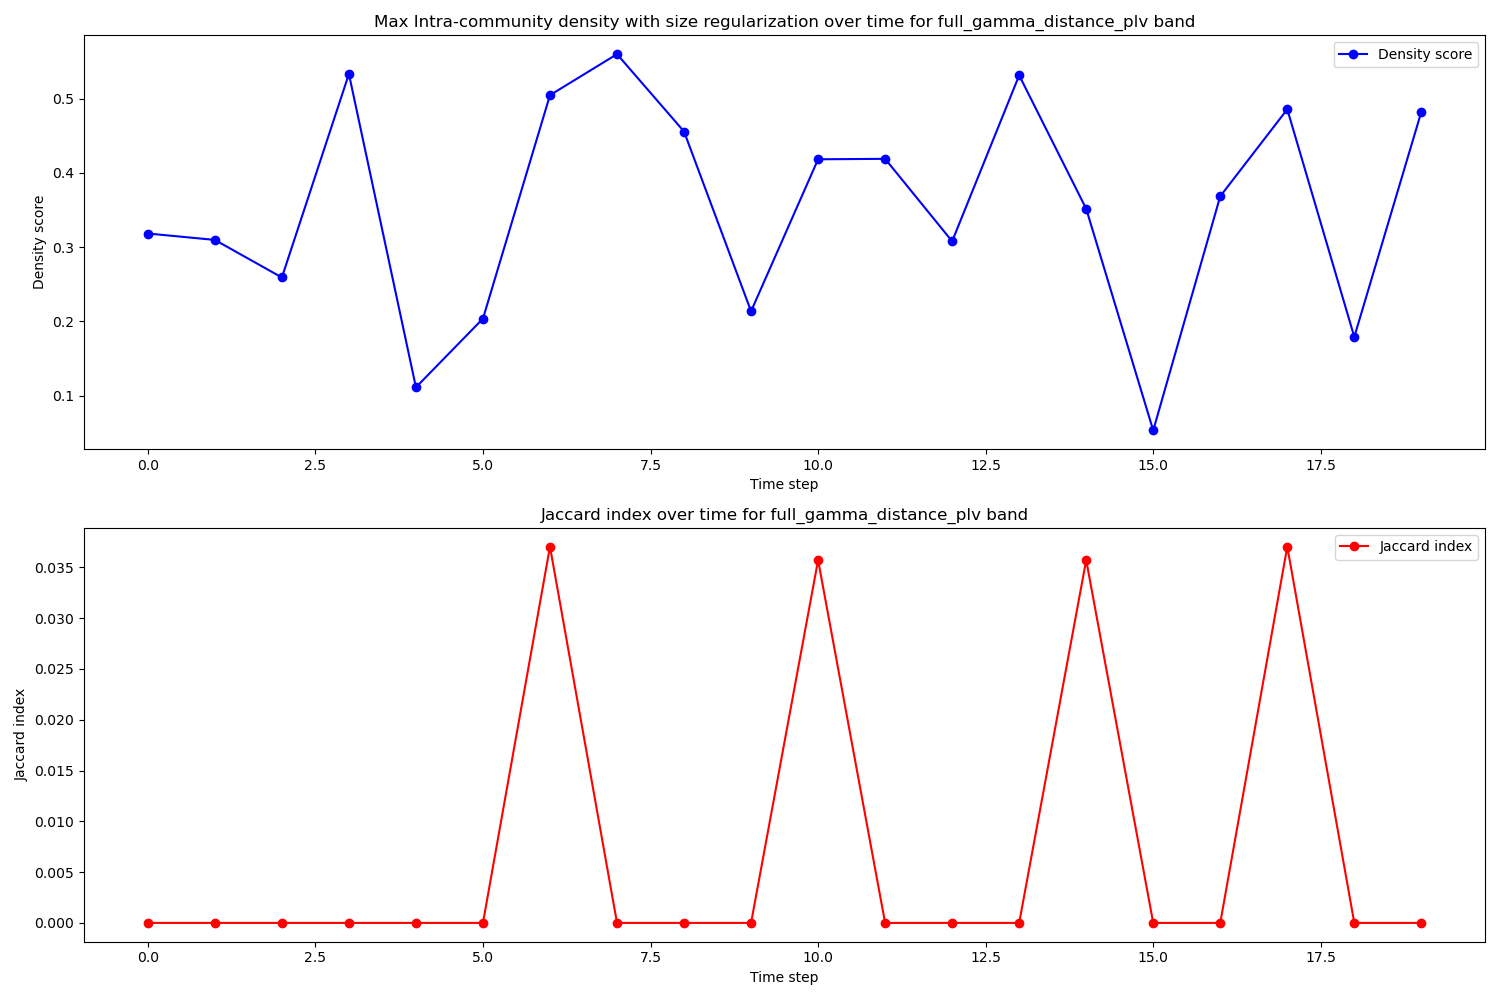 Max Intra-community density with size regularization over time for full_gamma_distance_plv band
Density score
Density score
0.5
0.4
0.3
0.2
0.1
0.0 2.5 5.0 7.5 10.0 12.5 15.0 17.5
Time step
Jaccard index over time for full_gamma_distance_plv band
Jaccard index
Jaccard index
0.035
0.030
0.025
0.020
0.015
0.010
0.005
0.000
0.0 2.5 5.0 7.5 10.0 12.5 15.0 17.5
Time step